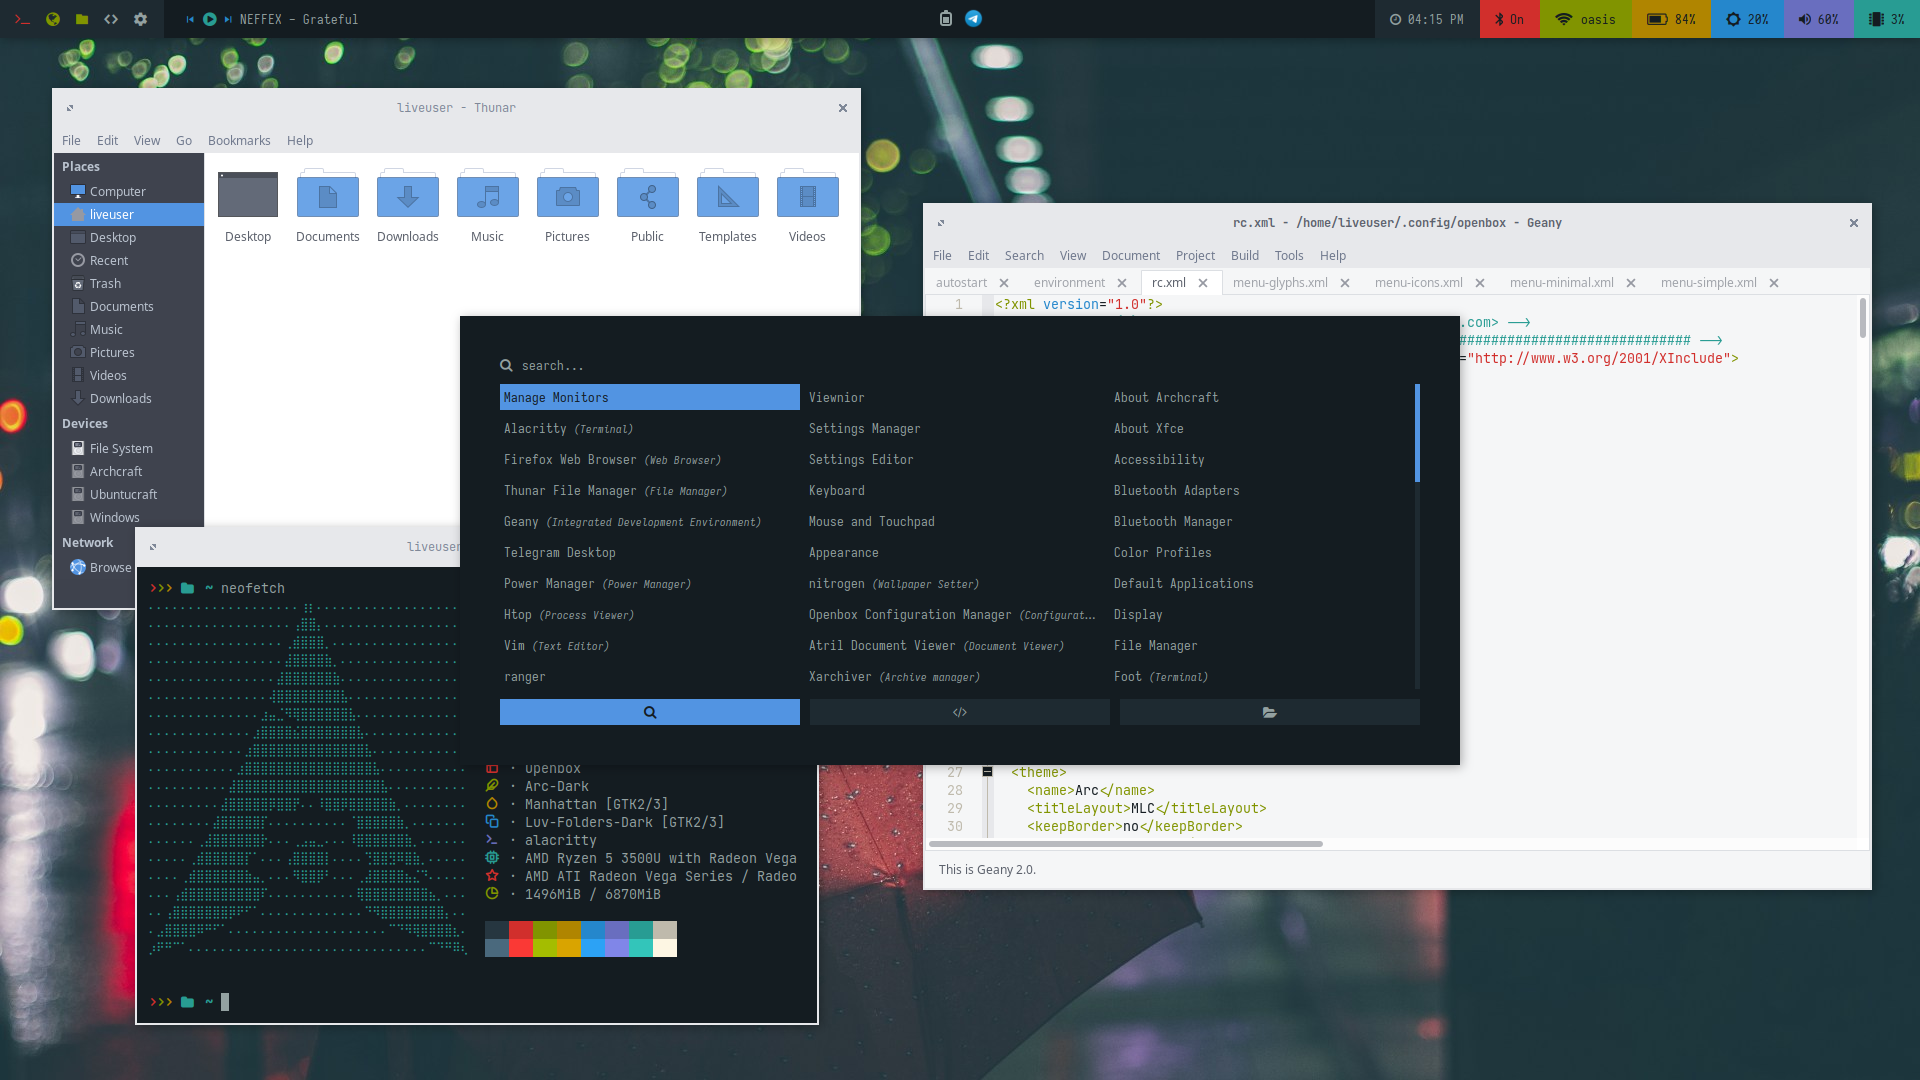 NEFFEX - Grateful
04:15 PM
On
oasis
84%
20%
60%
3%
liveuser - Thunar
File Edit View Go Bookmarks Help
Places
Computer
liveuser
Desktop
Recent
Trash
Documents
Music
Pictures
Videos
Downloads
Devices
File System
Archcraft
Ubuntucraft
Windows
Network
Browse
Desktop Documents Downloads Music Pictures Public Templates Videos
rc.xml - /home/liveuser/.config/openbox - Geany
File Edit Search View Document Project Build Tools Help
autostart environment rc.xml menu-glyphs.xml menu-icons.xml menu-minimal.xml menu-simple.xml
1 <?xml version="1.0"?>
.com> -->
############################# -->
="http://www.w3.org/2001/XInclude">
search...
Manage Monitors
Alacritty (Terminal)
Firefox Web Browser (Web Browser)
Thunar File Manager (File Manager)
Geany (Integrated Development Environment)
Telegram Desktop
Power Manager (Power Manager)
Htop (Process Viewer)
Vim (Text Editor)
ranger
Viewnior
Settings Manager
Settings Editor
Keyboard
Mouse and Touchpad
Appearance
nitrogen (Wallpaper Setter)
Openbox Configuration Manager (Configurat...
Atril Document Viewer (Document Viewer)
Xarchiver (Archive manager)
About Archcraft
About Xfce
Accessibility
Bluetooth Adapters
Bluetooth Manager
Color Profiles
Default Applications
Display
File Manager
Foot (Terminal)
27 <theme>
28 <name>Arc</name>
29 <titleLayout>MLC</titleLayout>
30 <keepBorder>no</keepBorder>
This is Geany 2.0.
liveuser
>>> ~ neofetch
· Openbox
· Arc-Dark
· Manhattan [GTK2/3]
· Luv-Folders-Dark [GTK2/3]
· alacritty
· AMD Ryzen 5 3500U with Radeon Vega
· AMD ATI Radeon Vega Series / Radeo
· 1496MiB / 6870MiB
>>> ~